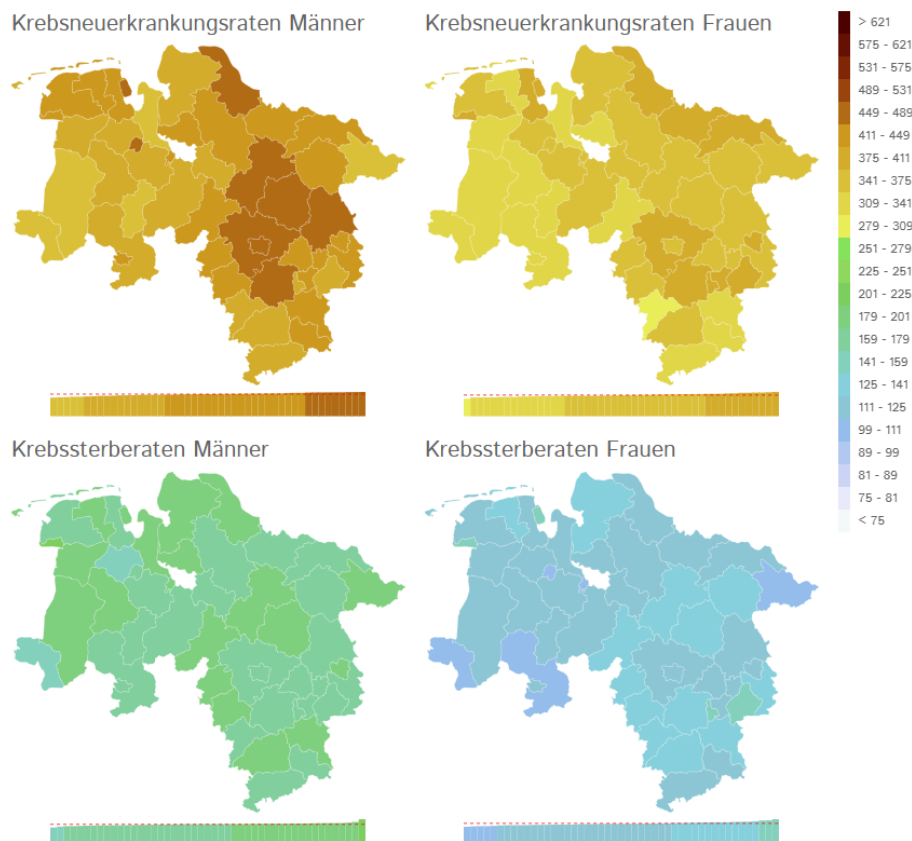 Krebsneuerkrankungsraten Männer
Krebsneuerkrankungsraten Frauen
> 621
575 - 621
531 - 575
489 - 531
449 - 489
411 - 449
375 - 411
341 - 375
309 - 341
279 - 309
251 - 279
225 - 251
201 - 225
179 - 201
159 - 179
141 - 159
125 - 141
111 - 125
99 - 111
89 - 99
81 - 89
75 - 81
< 75
Krebssterberaten Männer
Krebssterberaten Frauen